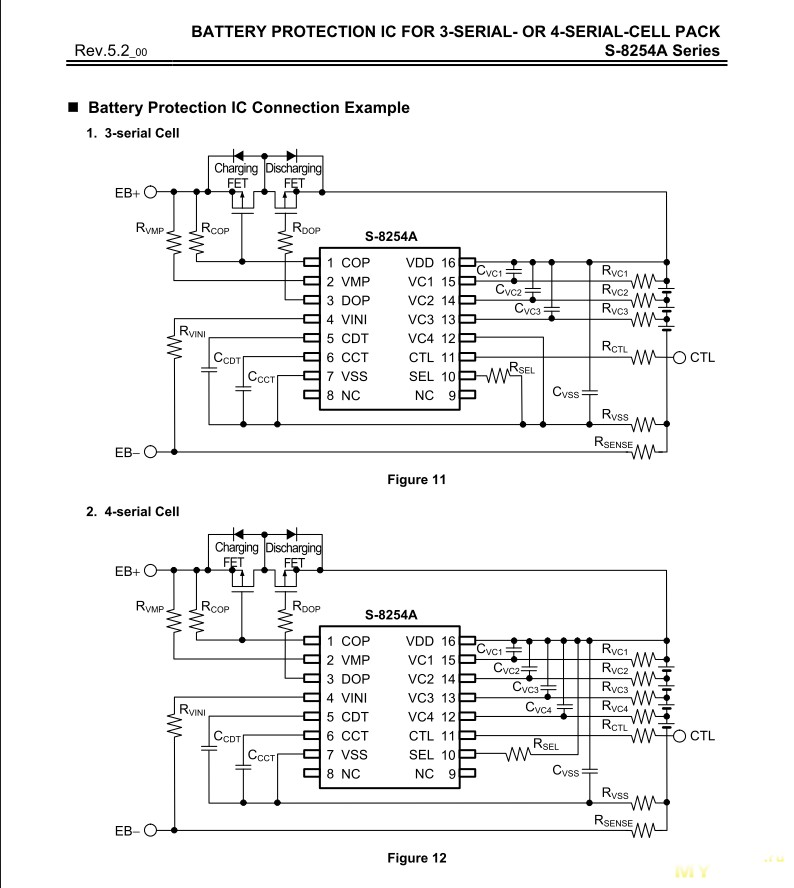 BATTERY PROTECTION IC FOR 3-SERIAL- OR 4-SERIAL-CELL PACK
Rev.5.2_00 S-8254A Series
■ Battery Protection IC Connection Example
1. 3-serial Cell
Charging FET
Discharging FET
EB+
RVMP
RCOP
RDOP
S-8254A
1 COP VDD 16
2 VMP VC1 15
3 DOP VC2 14
4 VINI VC3 13
5 CDT VC4 12
6 CCT CTL 11
7 VSS SEL 10
8 NC NC 9
CVC1
CVC2
CVC3
RVC1
RVC2
RVC3
RVINI
CCDT
CCCT
RCTL
CTL
RSEL
CVSS
RVSS
RSENSE
EB−
Figure 11
2. 4-serial Cell
Charging FET
Discharging FET
EB+
RVMP
RCOP
RDOP
S-8254A
1 COP VDD 16
2 VMP VC1 15
3 DOP VC2 14
4 VINI VC3 13
5 CDT VC4 12
6 CCT CTL 11
7 VSS SEL 10
8 NC NC 9
CVC1
CVC2
CVC3
CVC4
RVC1
RVC2
RVC3
RVC4
RVINI
CCDT
CCCT
RCTL
CTL
RSEL
CVSS
RVSS
RSENSE
EB−
Figure 12
MY